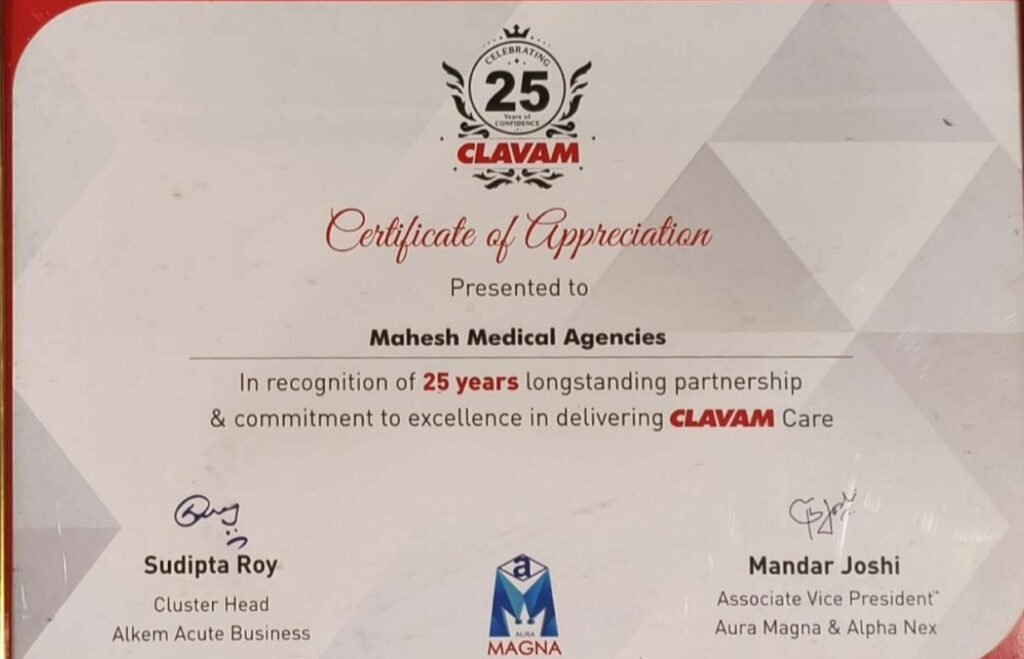 CELEBRATING
25
Years of
CONFIDENCE
CLAVAM
Certificate of Appreciation
Presented to
Mahesh Medical Agencies
In recognition of 25 years longstanding partnership
& commitment to excellence in delivering CLAVAM Care
Sudipta Roy
Cluster Head
Alkem Acute Business
a
M
AURA
MAGNA
Mandar Joshi
Associate Vice President
Aura Magna & Alpha Nex